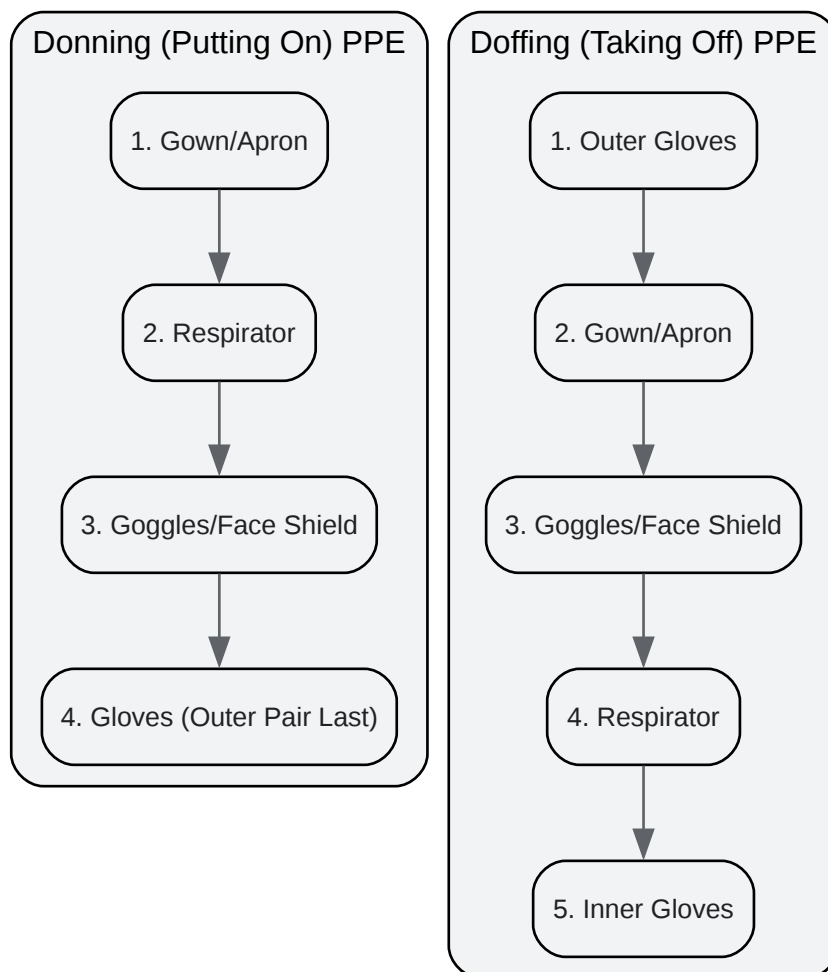 Donning (Putting On) PPE
1. Gown/Apron
2. Respirator
3. Goggles/Face Shield
4. Gloves (Outer Pair Last)
Doffing (Taking Off) PPE
1. Outer Gloves
2. Gown/Apron
3. Goggles/Face Shield
4. Respirator
5. Inner Gloves